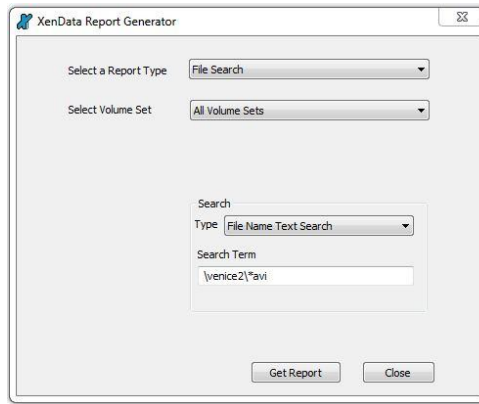 XenData Report Generator
Select a Report Type File Search
Select Volume Set All Volume Sets
Search
Type File Name Text Search
Search Term
\venice2\*avi
Get Report Close